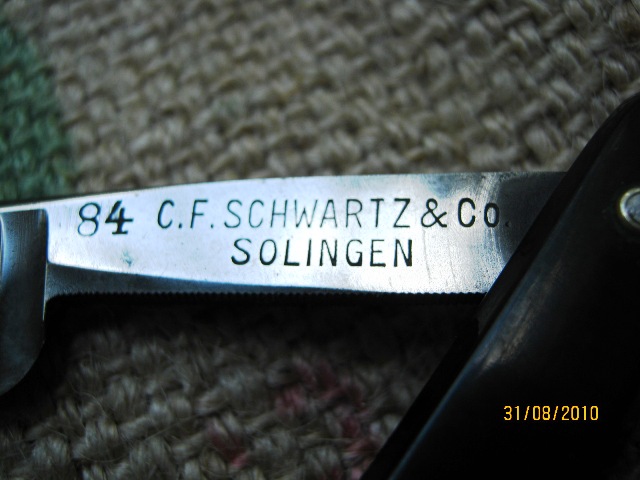 84 C.F. SCHWARTZ & Co.
SOLINGEN
31/08/2010